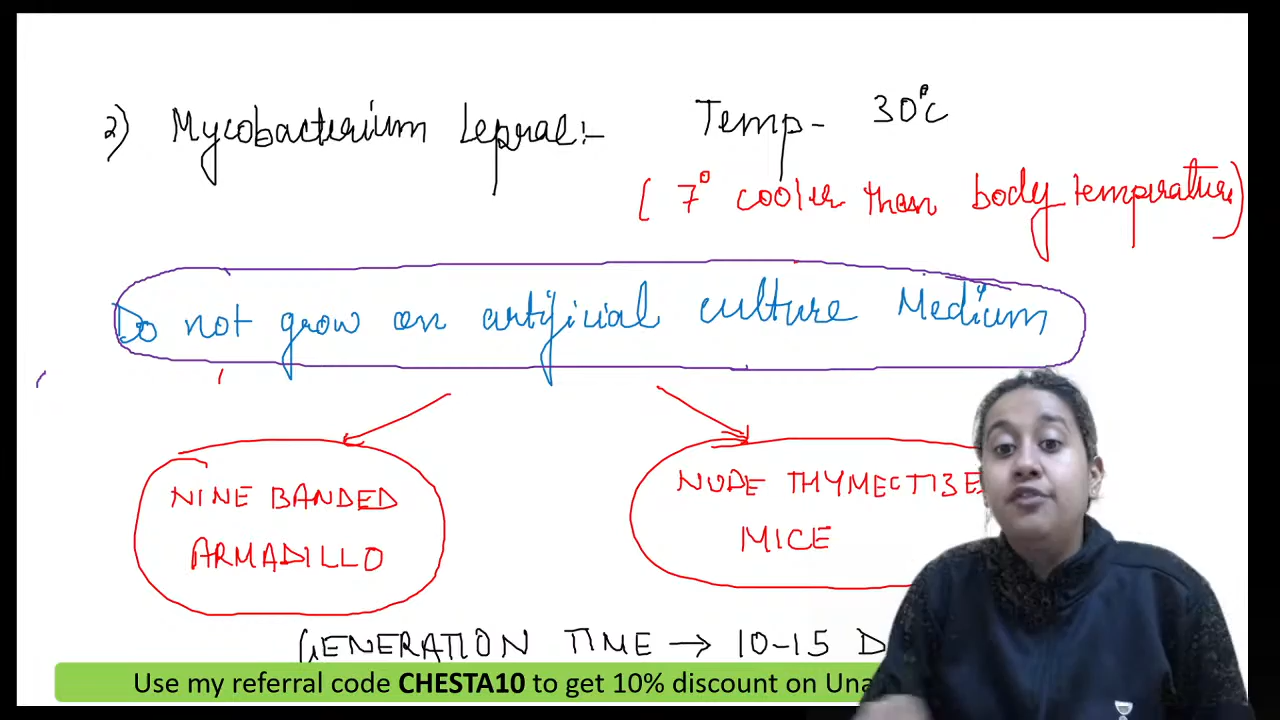 2) Mycobacterium Leprae:- Temp- 30°C
( 7° cooler than body temperature)
Do not grow on artificial culture Medium
NINE BANDED
ARMADILLO
NUDE THYMECTIZED
MICE
GENERATION TIME → 10-15 D
Use my referral code CHESTA10 to get 10% discount on Una